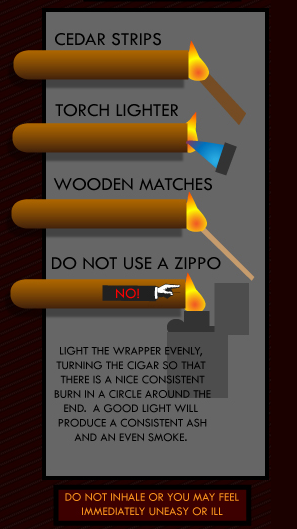 CEDAR STRIPS
TORCH LIGHTER
WOODEN MATCHES
DO NOT USE A ZIPPO
NO!
LIGHT THE WRAPPER EVENLY,
TURNING THE CIGAR SO THAT
THERE IS A NICE CONSISTENT
BURN IN A CIRCLE AROUND THE
END. A GOOD LIGHT WILL
PRODUCE A CONSISTENT ASH
AND AN EVEN SMOKE.
DO NOT INHALE OR YOU MAY FEEL
IMMEDIATELY UNEASY OR ILL